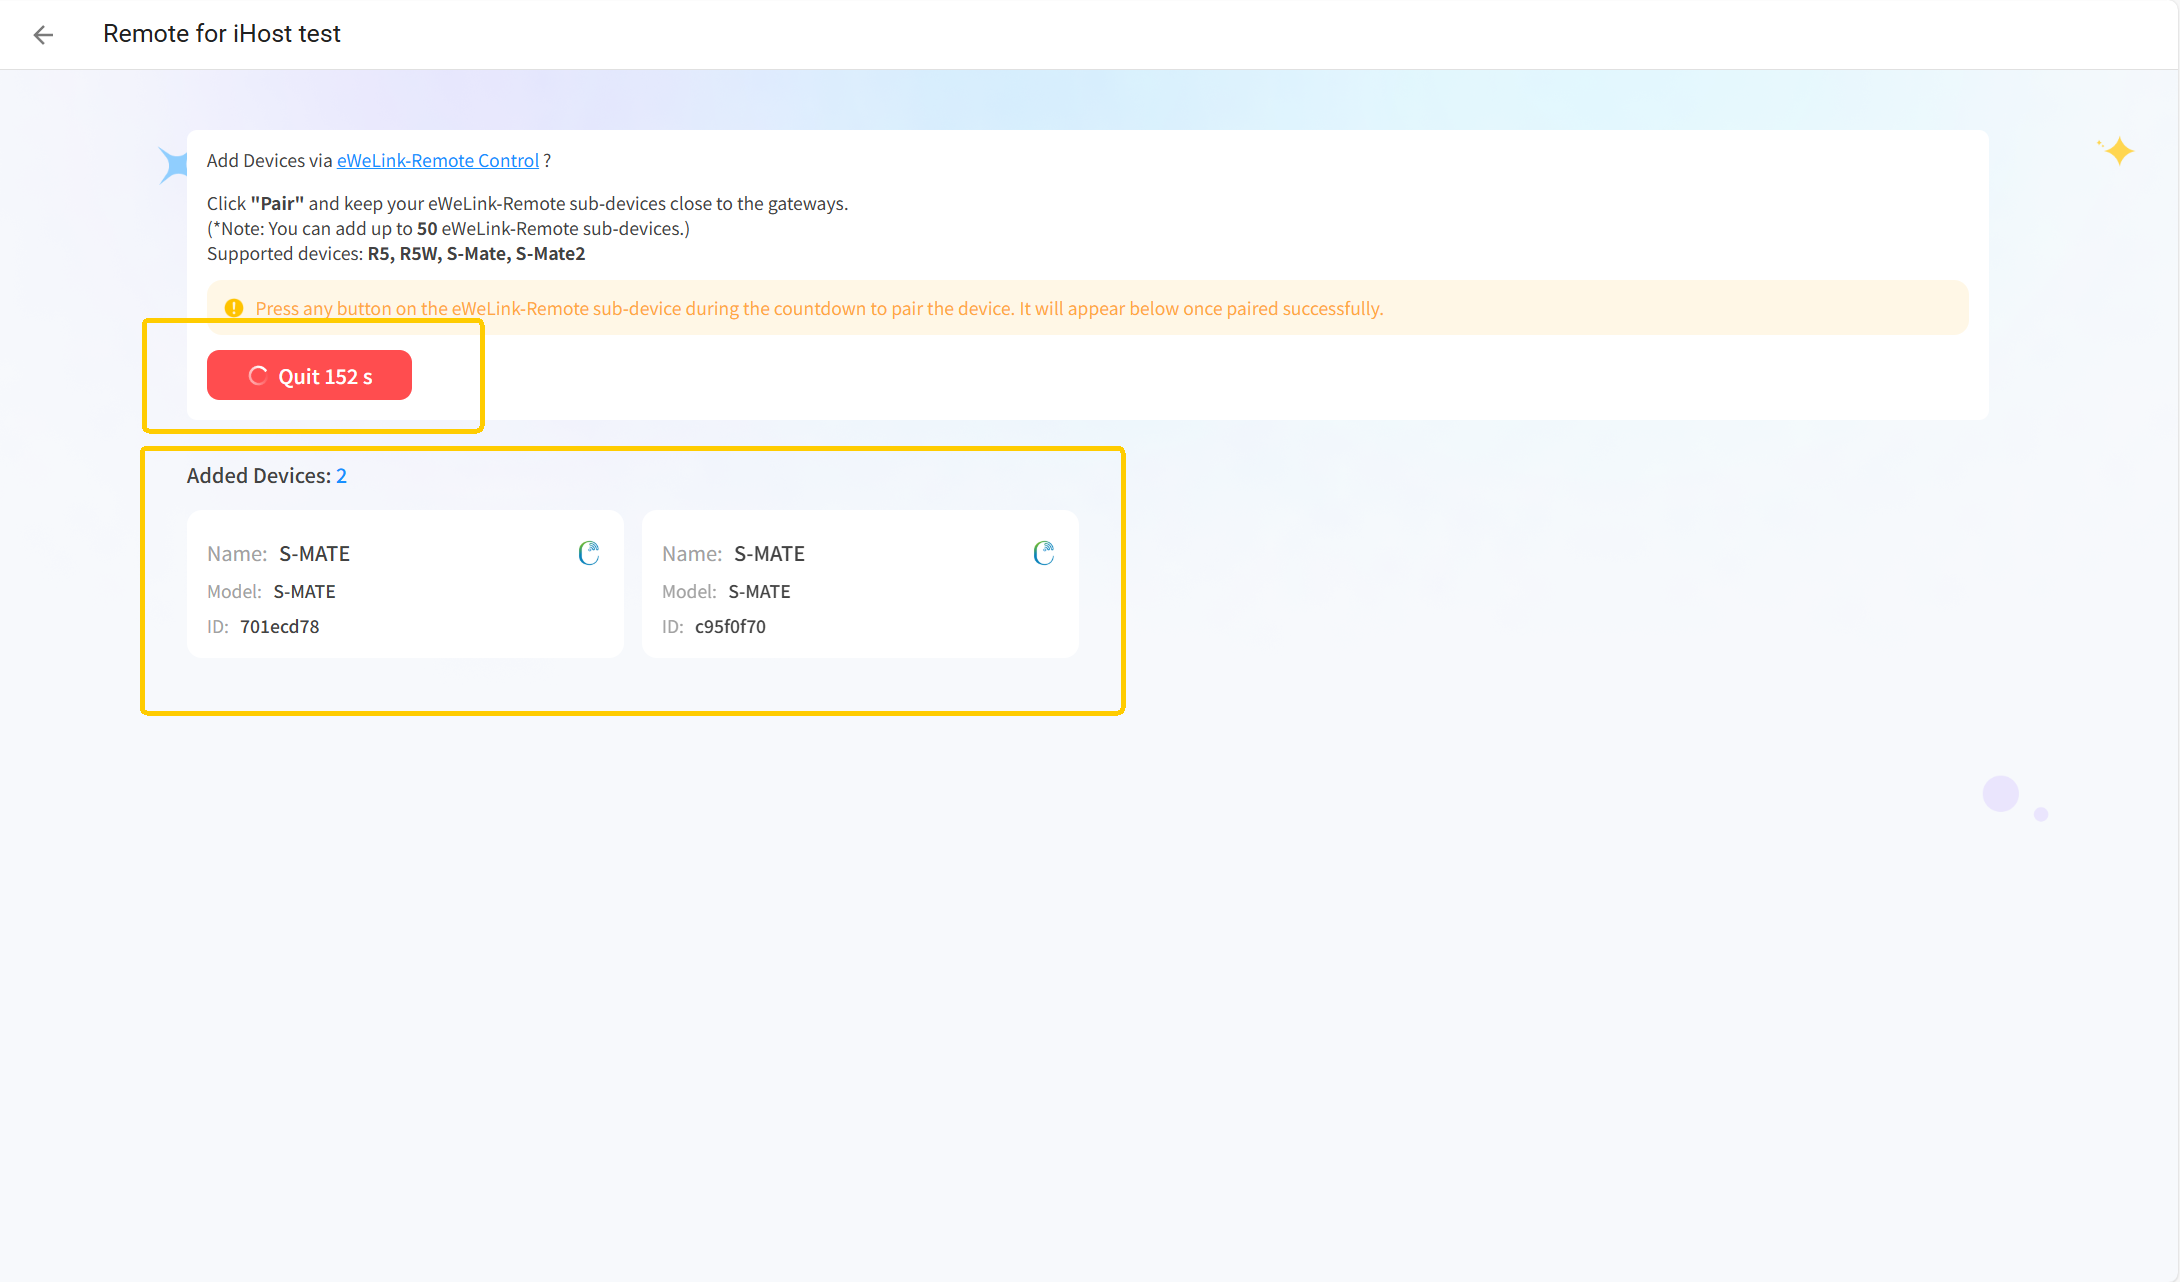 Remote for iHost test
Add Devices via eWeLink-Remote Control ?
Click "Pair" and keep your eWeLink-Remote sub-devices close to the gateways.
(*Note: You can add up to 50 eWeLink-Remote sub-devices.)
Supported devices: R5, R5W, S-Mate, S-Mate2
Press any button on the eWeLink-Remote sub-device during the countdown to pair the device. It will appear below once paired successfully.
Quit 152 s
Added Devices: 2
Name: S-MATE
Model: S-MATE
ID: 701ecd78
Name: S-MATE
Model: S-MATE
ID: c95f0f70